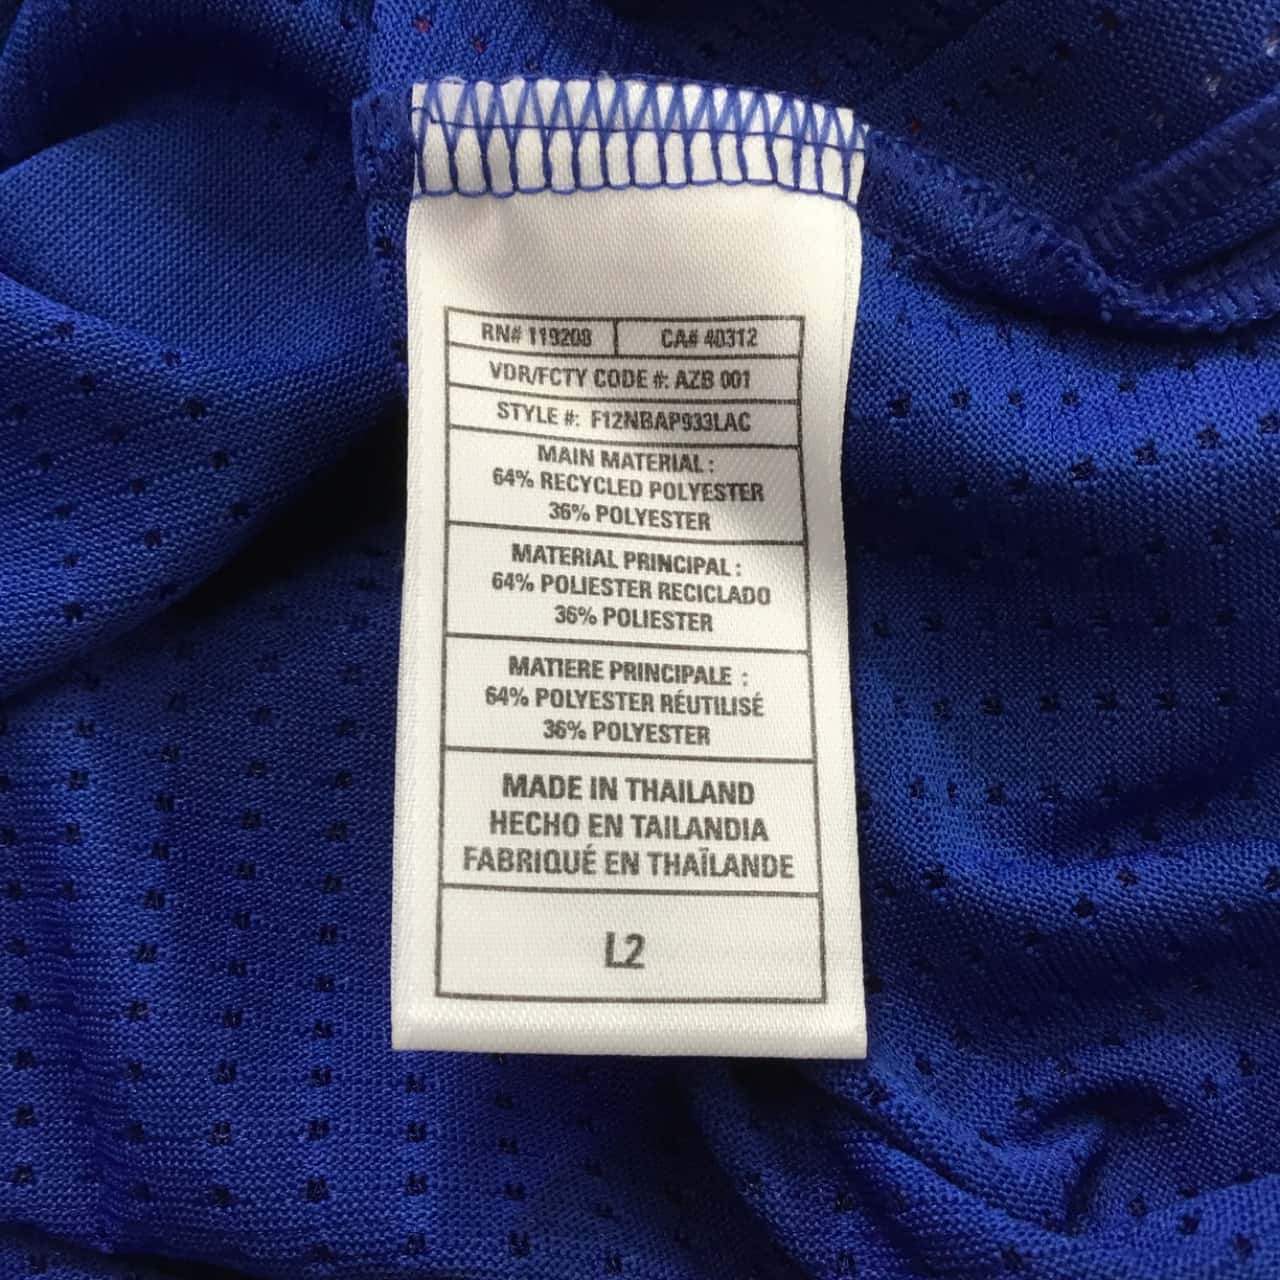 RN# 119208 CA# 40312
VDR/FCTY CODE #: AZB 001
STYLE #: F12NBAP933LAC
MAIN MATERIAL :
64% RECYCLED POLYESTER
36% POLYESTER
MATERIAL PRINCIPAL :
64% POLIESTER RECICLADO
36% POLIESTER
MATIERE PRINCIPALE :
64% POLYESTER RÉUTILISÉ
36% POLYESTER
MADE IN THAILAND
HECHO EN TAILANDIA
FABRIQUÉ EN THAÏLANDE
L2